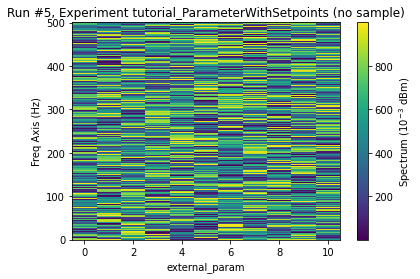 Run #5, Experiment tutorial_ParameterWithSetpoints (no sample)
500
400
300
200
100
0
Freq Axis (Hz)
0 2 4 6 8 10
external_param
800
600
400
200
Spectrum (10⁻³ dBm)